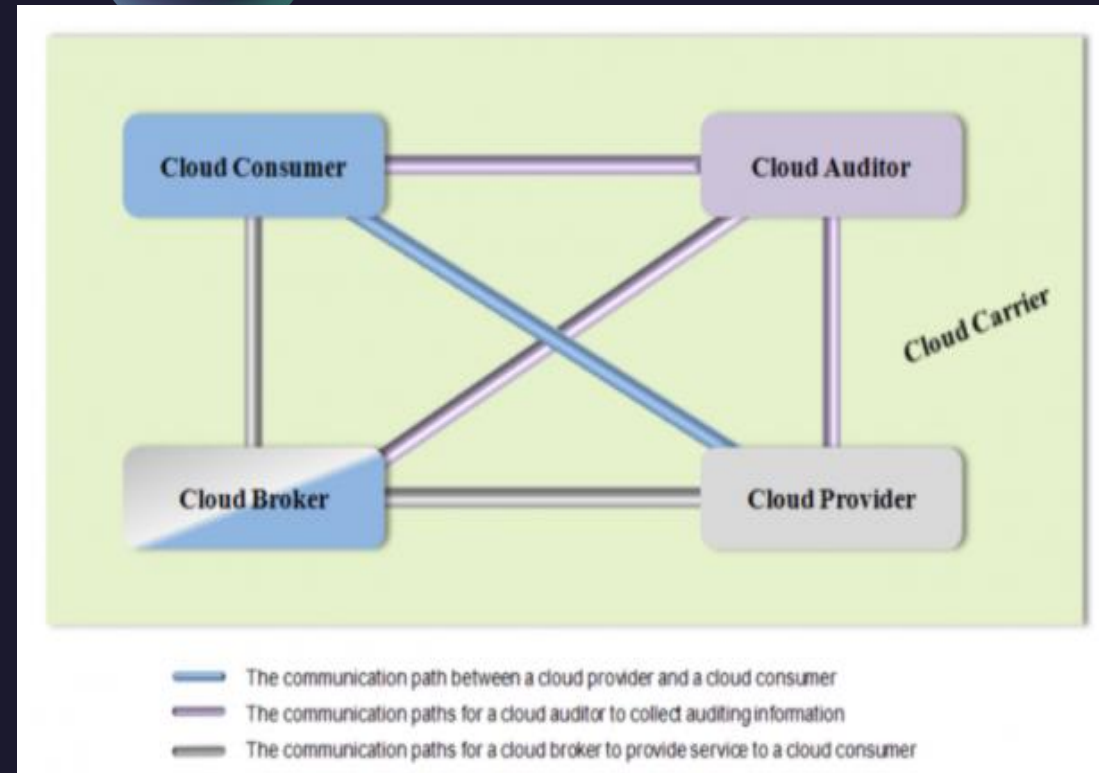 Cloud Consumer
Cloud Auditor
Cloud Carrier
Cloud Broker
Cloud Provider
The communication path between a cloud provider and a cloud consumer
The communication paths for a cloud auditor to collect auditing information
The communication paths for a cloud broker to provide service to a cloud consumer